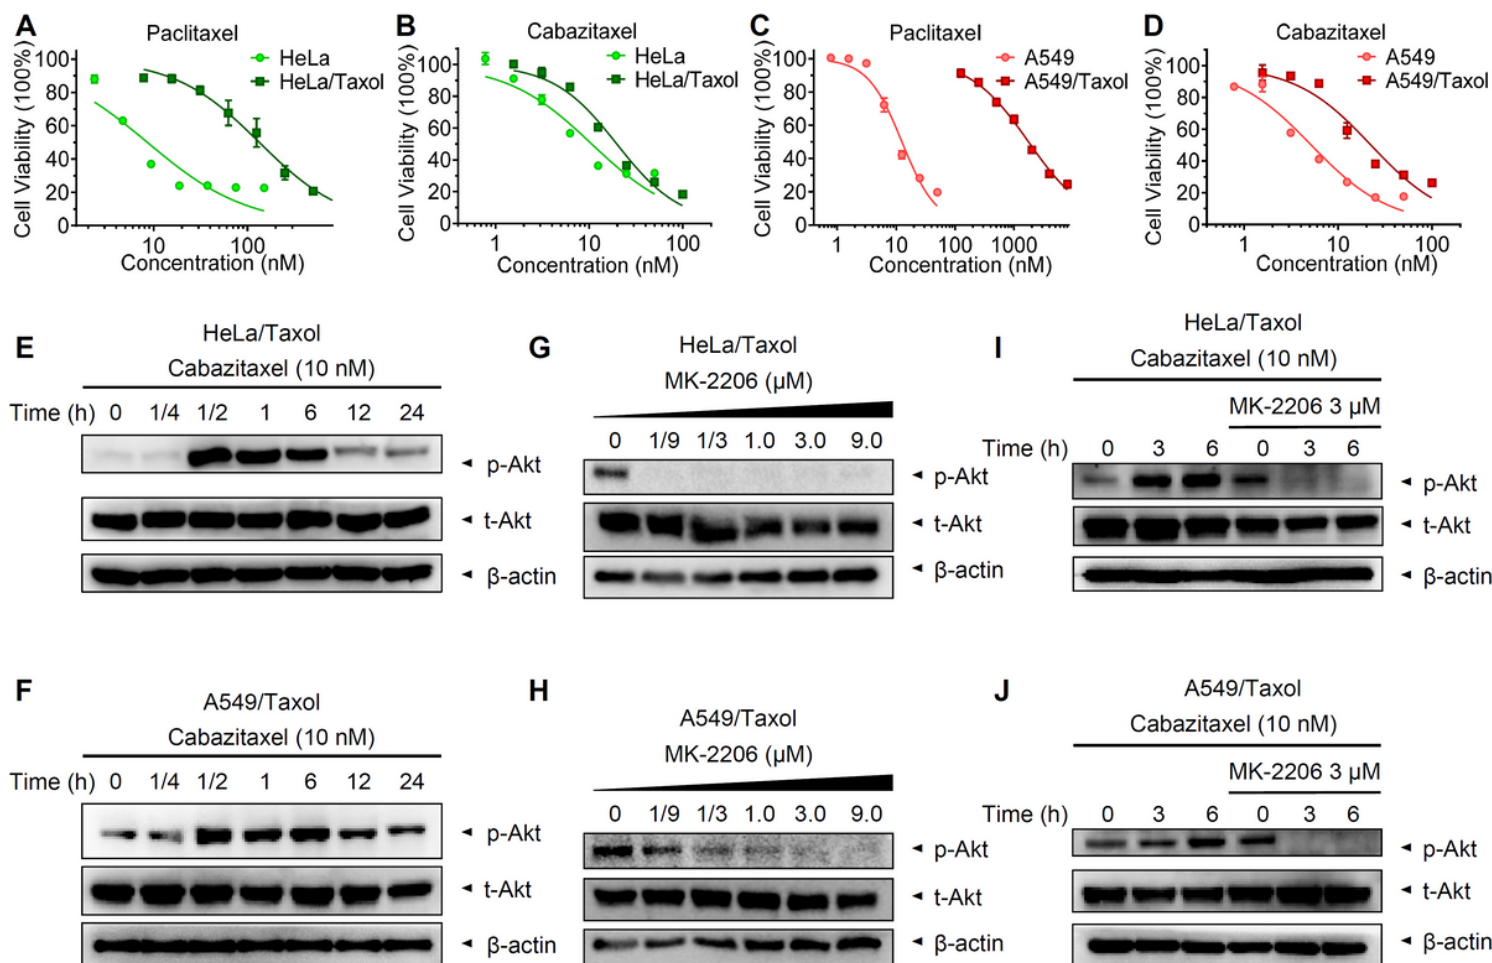 A
Paclitaxel
HeLa
HeLa/Taxol
Cell Viability (100%)
100
80
60
40
20
0
10 100
Concentration (nM)
B
Cabazitaxel
HeLa
HeLa/Taxol
Cell Viability (100%)
100
80
60
40
20
0
1 10 100
Concentration (nM)
C
Paclitaxel
A549
A549/Taxol
Cell Viability (100%)
100
80
60
40
20
0
1 10 100 1000
Concentration (nM)
D
Cabazitaxel
A549
A549/Taxol
Cell Viability (100%)
100
80
60
40
20
0
1 10 100
Concentration (nM)
E
HeLa/Taxol
Cabazitaxel (10 nM)
Time (h) 0 1/4 1/2 1 6 12 24
p-Akt
t-Akt
β-actin
G
HeLa/Taxol
MK-2206 (μM)
0 1/9 1/3 1.0 3.0 9.0
p-Akt
t-Akt
β-actin
I
HeLa/Taxol
Cabazitaxel (10 nM)
MK-2206 3 μM
Time (h) 0 3 6 0 3 6
p-Akt
t-Akt
β-actin
F
A549/Taxol
Cabazitaxel (10 nM)
Time (h) 0 1/4 1/2 1 6 12 24
p-Akt
t-Akt
β-actin
H
A549/Taxol
MK-2206 (μM)
0 1/9 1/3 1.0 3.0 9.0
p-Akt
t-Akt
β-actin
J
A549/Taxol
Cabazitaxel (10 nM)
MK-2206 3 μM
Time (h) 0 3 6 0 3 6
p-Akt
t-Akt
β-actin